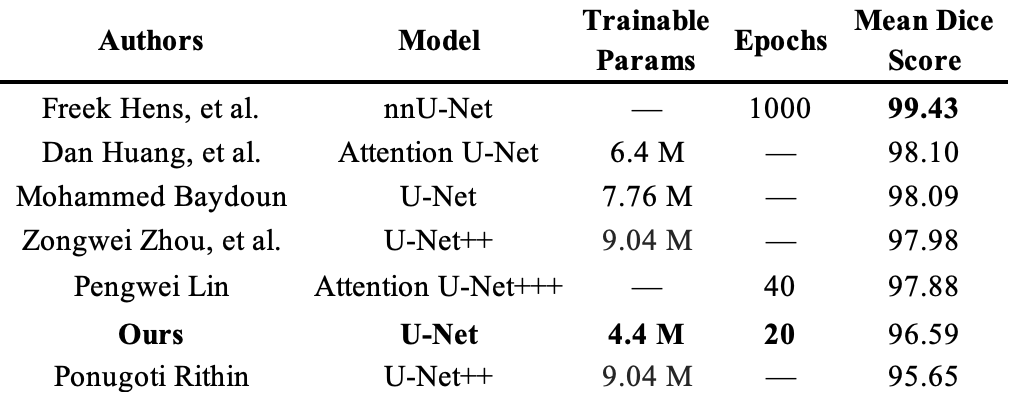 Authors Model Trainable Params Epochs Mean Dice Score
Freek Hens, et al. nnU-Net — 1000 99.43
Dan Huang, et al. Attention U-Net 6.4 M — 98.10
Mohammed Baydoun U-Net 7.76 M — 98.09
Zongwei Zhou, et al. U-Net++ 9.04 M — 97.98
Pengwei Lin Attention U-Net+++ — 40 97.88
Ours U-Net 4.4 M 20 96.59
Ponugoti Rithin U-Net++ 9.04 M — 95.65